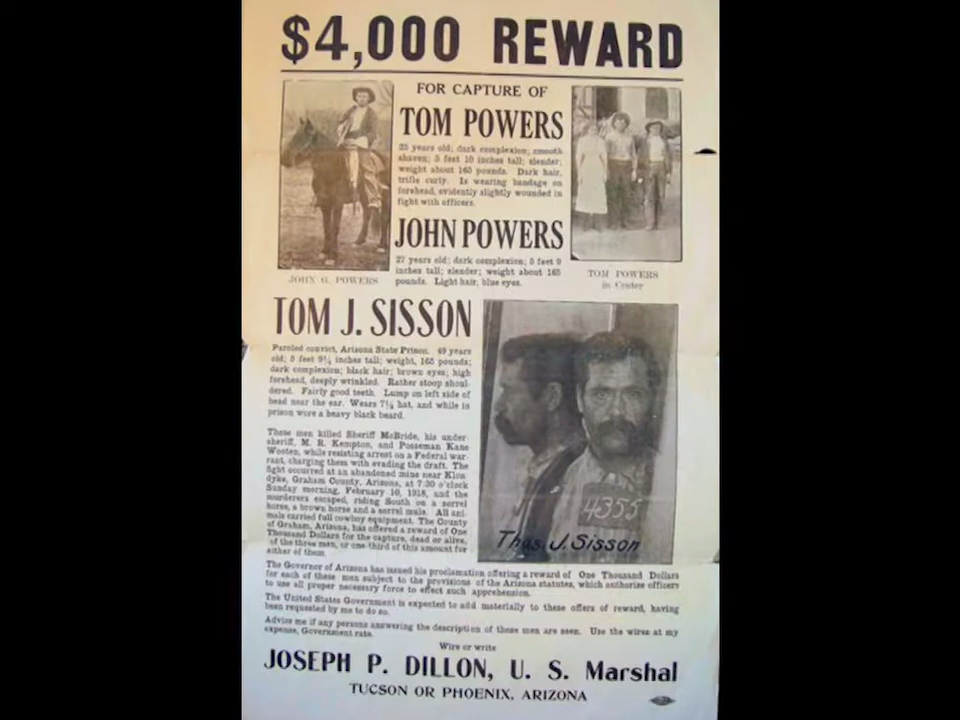 $4,000 REWARD
FOR CAPTURE OF
TOM POWERS
25 years old; dark complexion; smooth
shaven; 5 feet 10 inches tall; slender;
weight about 165 pounds. Dark hair,
trifle curly. Is wearing bandage on
forehead, evidently slightly wounded in
fight with officers.
JOHN POWERS
27 years old; dark complexion; 5 feet 9
inches tall; slender; weight about 165
pounds. Light hair, blue eyes.
JOHN G. POWERS
TOM POWERS
in Center
TOM J. SISSON
Paroled convict, Arizona State Prison. 49 years
old; 5 feet 9½ inches tall; weight, 165 pounds;
dark complexion; black hair; brown eyes; high
forehead, deeply wrinkled. Rather stoop shoul-
dered. Fairly good teeth. Lump on left side of
head near the ear. Wears 7¼ hat, and while in
prison wore a heavy black beard.
These men killed Sheriff McBride, his under-
sheriff, M. R. Kempton, and Posseman Kane
Wooten, while resisting arrest on a Federal war-
rant, charging them with evading the draft. The
fight occurred at an abandoned mine near Klon-
dyke, Graham County, Arizona, at 7:30 o'clock
Sunday morning, February 10, 1918, and the
murderers escaped, riding South on a sorrel
horse, a brown horse and a sorrel mule. All ani-
mals carried full cowboy equipment. The County
of Graham, Arizona, has offered a reward of One
Thousand Dollars for the capture, dead or alive,
of the three men, or one-third of this amount for
either of them.
4355
Thos. J. Sisson
The Governor of Arizona has issued his proclamation offering a reward of One Thousand Dollars
for each of these men subject to the provisions of the Arizona statutes, which authorize officers
to use all proper necessary force to effect such apprehension.
The United States Government is expected to add materially to these offers of reward, having
been requested by me to do so.
Advise me if any persons answering the description of these men are seen. Use the wires at my
expense, Government rate.
Wire or write
JOSEPH P. DILLON, U. S. Marshal
TUCSON OR PHOENIX, ARIZONA